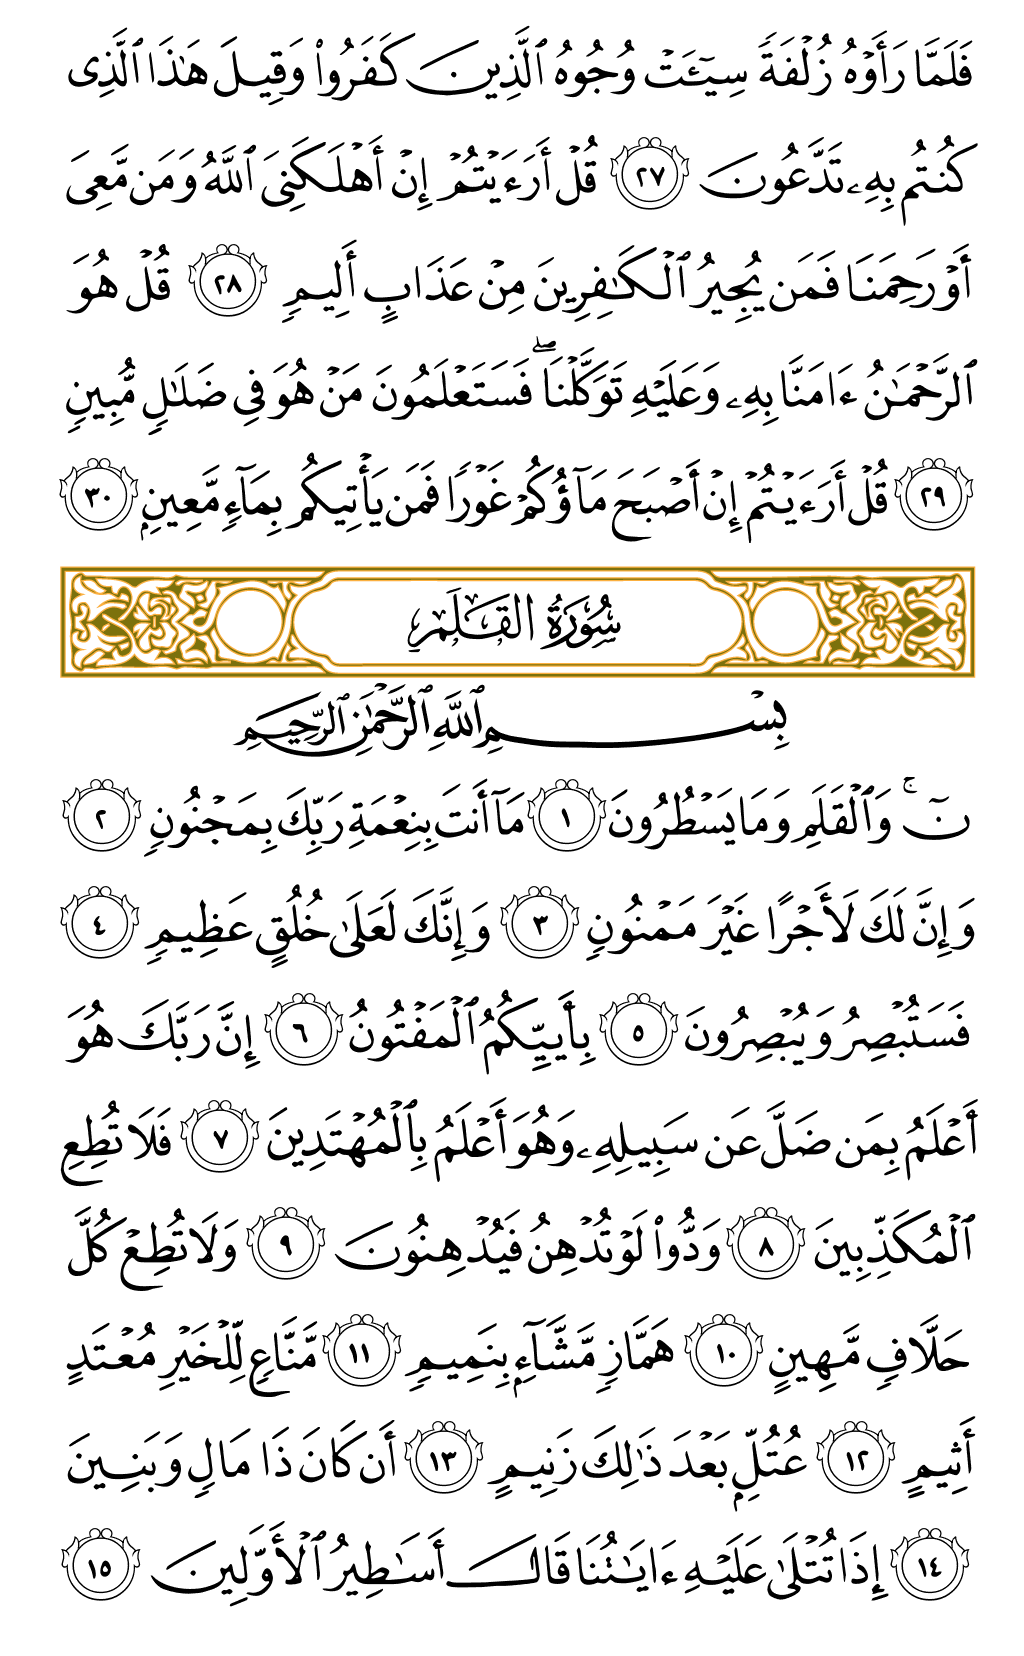 فَلَمَّا رَأَوۡهُ زُلۡفَةٗ سِيٓـَٔتۡ وُجُوهُ ٱلَّذِينَ كَفَرُواْ وَقِيلَ هَٰذَا ٱلَّذِي
كُنتُم بِهِۦ تَدَّعُونَ ٢٧ قُلۡ أَرَءَيۡتُمۡ إِنۡ أَهۡلَكَنِيَ ٱللَّهُ وَمَن مَّعِيَ
أَوۡ رَحِمَنَا فَمَن يُجِيرُ ٱلۡكَٰفِرِينَ مِنۡ عَذَابٍ أَلِيمٖ ٢٨ قُلۡ هُوَ
ٱلرَّحۡمَٰنُ ءَامَنَّا بِهِۦ وَعَلَيۡهِ تَوَكَّلۡنَاۖ فَسَتَعۡلَمُونَ مَنۡ هُوَ فِي ضَلَٰلٖ مُّبِينٖ
٢٩ قُلۡ أَرَءَيۡتُمۡ إِنۡ أَصۡبَحَ مَآؤُكُمۡ غَوۡرٗا فَمَن يَأۡتِيكُم بِمَآءٖ مَّعِينِۭ ٣٠
سُورَةُ القَلَمِ
بِسۡمِ ٱللَّهِ ٱلرَّحۡمَٰنِ ٱلرَّحِيمِ
نٓۚ وَٱلۡقَلَمِ وَمَا يَسۡطُرُونَ ١ مَآ أَنتَ بِنِعۡمَةِ رَبِّكَ بِمَجۡنُونٖ ٢
وَإِنَّ لَكَ لَأَجۡرًا غَيۡرَ مَمۡنُونٖ ٣ وَإِنَّكَ لَعَلَىٰ خُلُقٍ عَظِيمٖ ٤
فَسَتُبۡصِرُ وَيُبۡصِرُونَ ٥ بِأَييِّكُمُ ٱلۡمَفۡتُونُ ٦ إِنَّ رَبَّكَ هُوَ
أَعۡلَمُ بِمَن ضَلَّ عَن سَبِيلِهِۦ وَهُوَ أَعۡلَمُ بِٱلۡمُهۡتَدِينَ ٧ فَلَا تُطِعِ
ٱلۡمُكَذِّبِينَ ٨ وَدُّواْ لَوۡ تُدۡهِنُ فَيُدۡهِنُونَ ٩ وَلَا تُطِعۡ كُلَّ
حَلَّافٖ مَّهِينٍ ١٠ هَمَّازٖ مَّشَّآءِۭ بِنَمِيمٖ ١١ مَّنَّاعٖ لِّلۡخَيۡرِ مُعۡتَدٍ
أَثِيمٍ ١٢ عُتُلِّۭ بَعۡدَ ذَٰلِكَ زَنِيمٍ ١٣ أَن كَانَ ذَا مَالٖ وَبَنِينَ
١٤ إِذَا تُتۡلَىٰ عَلَيۡهِ ءَايَٰتُنَا قَالَ أَسَٰطِيرُ ٱلۡأَوَّلِينَ ١٥